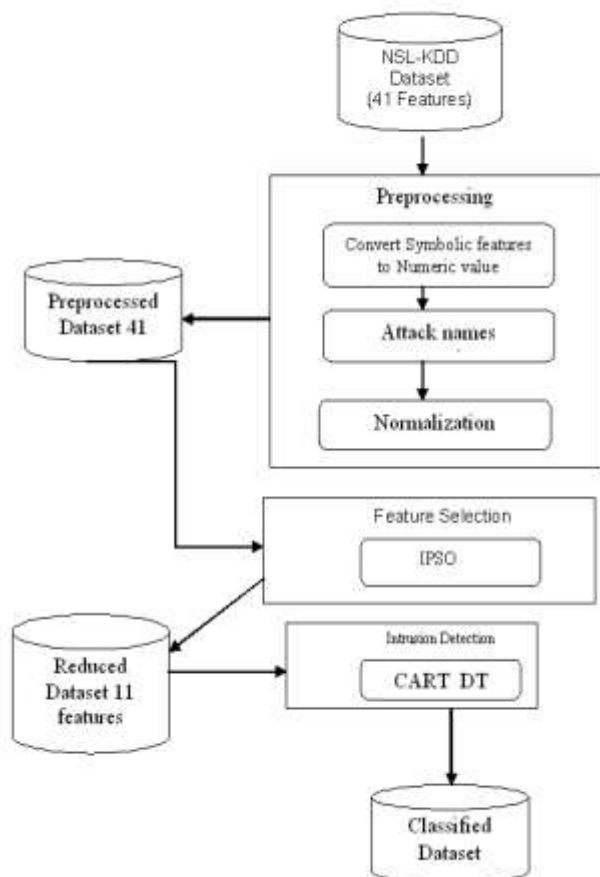 NSL-KDD
Dataset
(41 Features)
Preprocessing
Convert Symbolic features
to Numeric value
Attack names
Normalization
Preprocessed
Dataset 41
Feature Selection
IPSO
Reduced
Dataset 11
features
Intrusion Detection
CART DT
Classified
Dataset